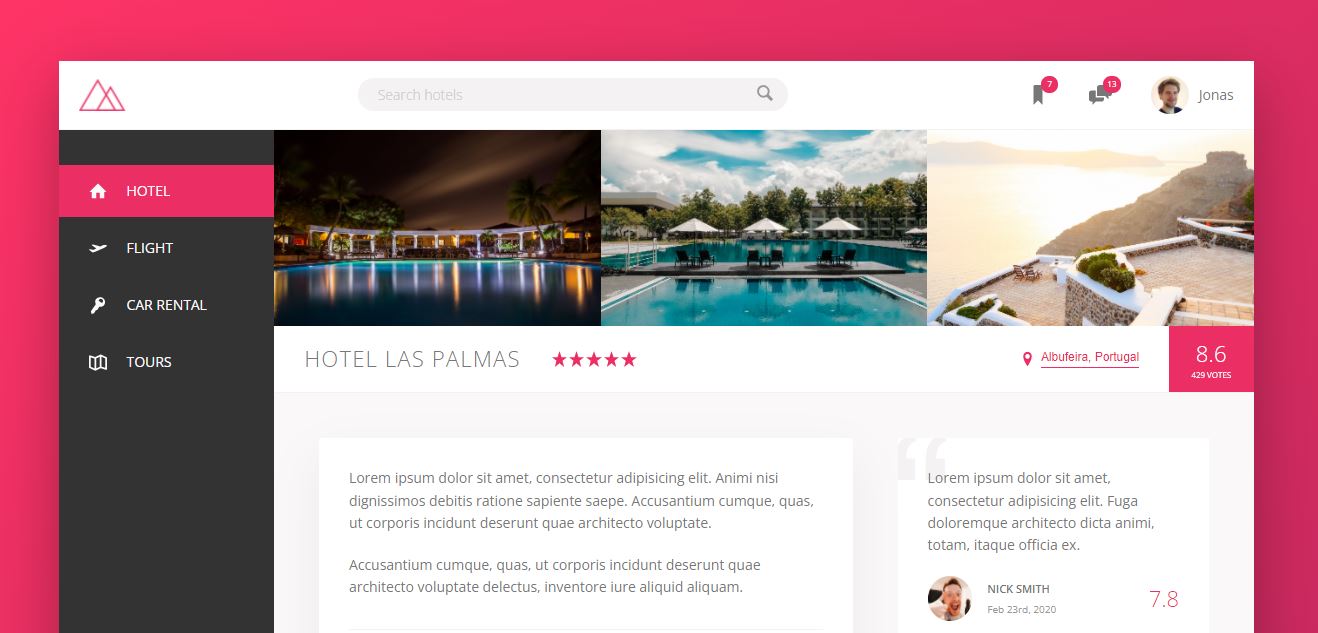 Search hotels
7
13
Jonas
HOTEL
FLIGHT
CAR RENTAL
TOURS
HOTEL LAS PALMAS
Albufeira, Portugal
8.6
429 VOTES
Lorem ipsum dolor sit amet, consectetur adipisicing elit. Animi nisi
dignissimos debitis ratione sapiente saepe. Accusantium cumque, quas,
ut corporis incidunt deserunt quae architecto voluptate.
Accusantium cumque, quas, ut corporis incidunt deserunt quae
architecto voluptate delectus, inventore iure aliquid aliquam.
“
Lorem ipsum dolor sit amet,
consectetur adipisicing elit. Fuga
doloremque architecto dicta animi,
totam, itaque officia ex.
NICK SMITH
Feb 23rd, 2020
7.8